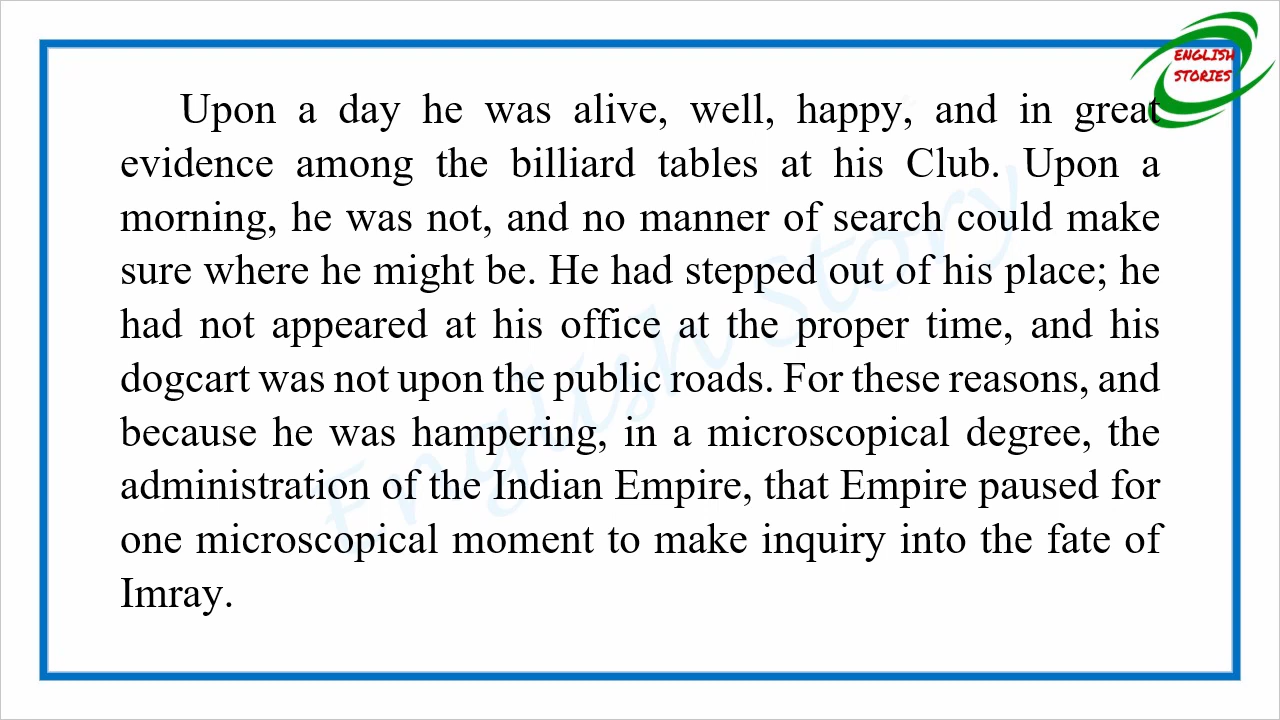 ENGLISH
STORIES
Upon a day he was alive, well, happy, and in great
evidence among the billiard tables at his Club. Upon a
morning, he was not, and no manner of search could make
sure where he might be. He had stepped out of his place; he
had not appeared at his office at the proper time, and his
dogcart was not upon the public roads. For these reasons, and
because he was hampering, in a microscopical degree, the
administration of the Indian Empire, that Empire paused for
one microscopical moment to make inquiry into the fate of
Imray.
English Story